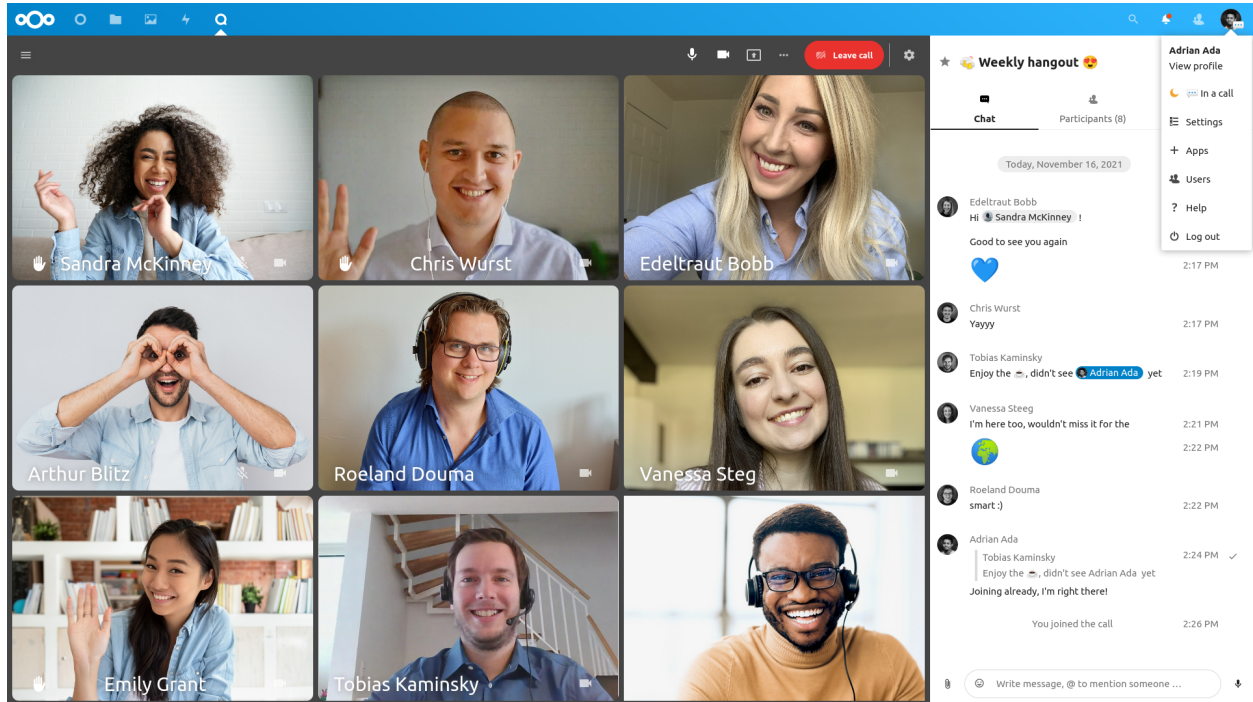 Leave call
Sandra McKinney
Chris Wurst
Edeltraut Bobb
Arthur Blitz
Roeland Douma
Vanessa Steg
Emily Grant
Tobias Kaminsky
Weekly hangout
Chat
Participants (8)
Today, November 16, 2021
Edeltraut Bobb
Hi Sandra McKinney !
Good to see you again
2:17 PM
Chris Wurst
Yayyy 2:17 PM
Tobias Kaminsky
Enjoy the ☕, didn't see Adrian Ada yet 2:19 PM
Vanessa Steeg
I'm here too, wouldn't miss it for the 2:21 PM
2:22 PM
Roeland Douma
smart :) 2:22 PM
Adrian Ada
Tobias Kaminsky 2:24 PM
Enjoy the ☕, didn't see Adrian Ada yet
Joining already, I'm right there!
You joined the call 2:26 PM
Write message, @ to mention someone ...
Adrian Ada
View profile
In a call
Settings
Apps
Users
Help
Log out